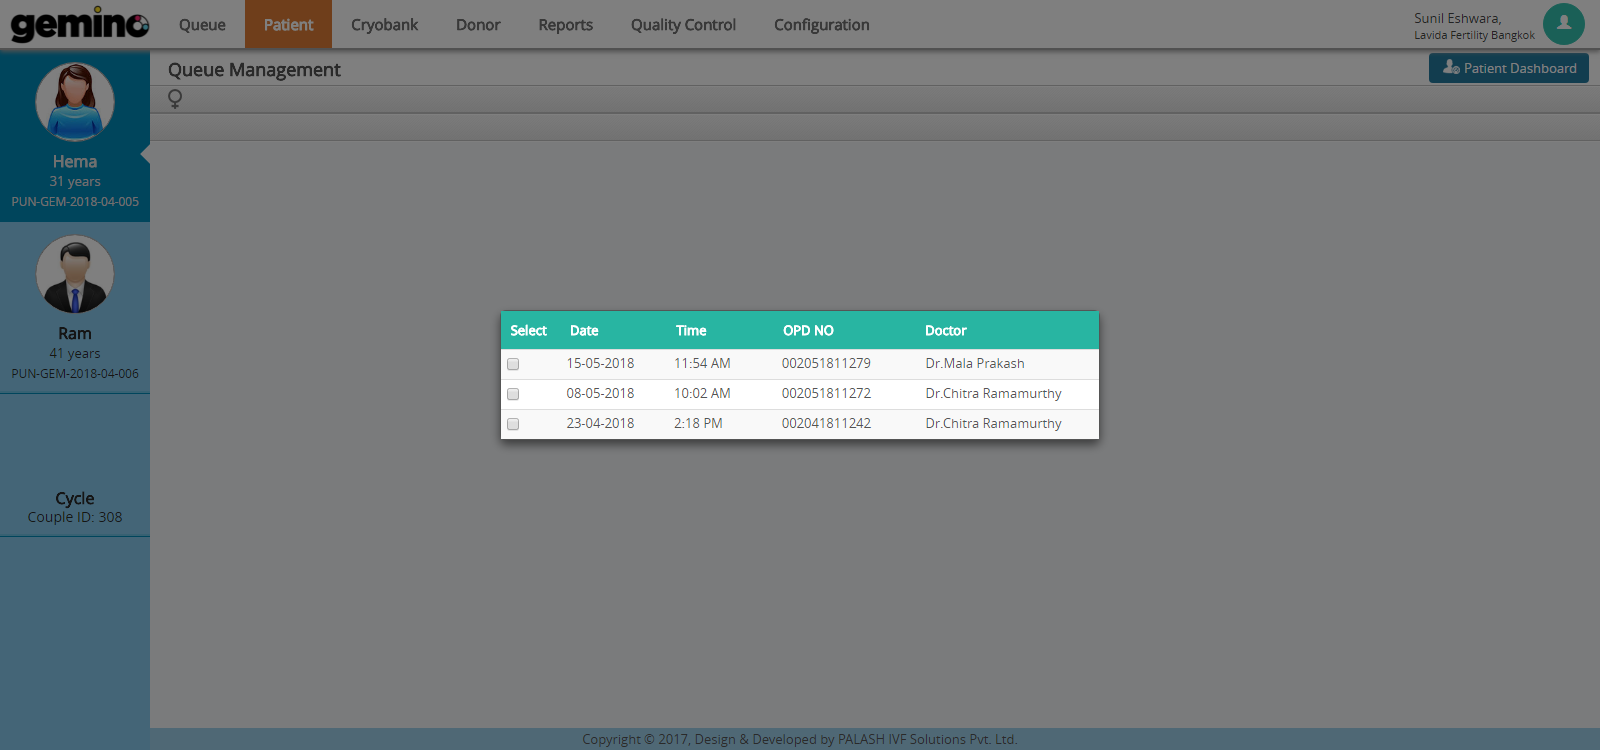 gemino
Queue Patient Cryobank Donor Reports Quality Control Configuration
Sunil Eshwara,
Lavida Fertility Bangkok
Queue Management
Patient Dashboard
Hema
31 years
PUN-GEM-2018-04-005
Ram
41 years
PUN-GEM-2018-04-006
Cycle
Couple ID: 308
Select Date Time OPD NO Doctor
15-05-2018 11:54 AM 002051811279 Dr.Mala Prakash
08-05-2018 10:02 AM 002051811272 Dr.Chitra Ramamurthy
23-04-2018 2:18 PM 002041811242 Dr.Chitra Ramamurthy
Copyright © 2017, Design & Developed by PALASH IVF Solutions Pvt. Ltd.